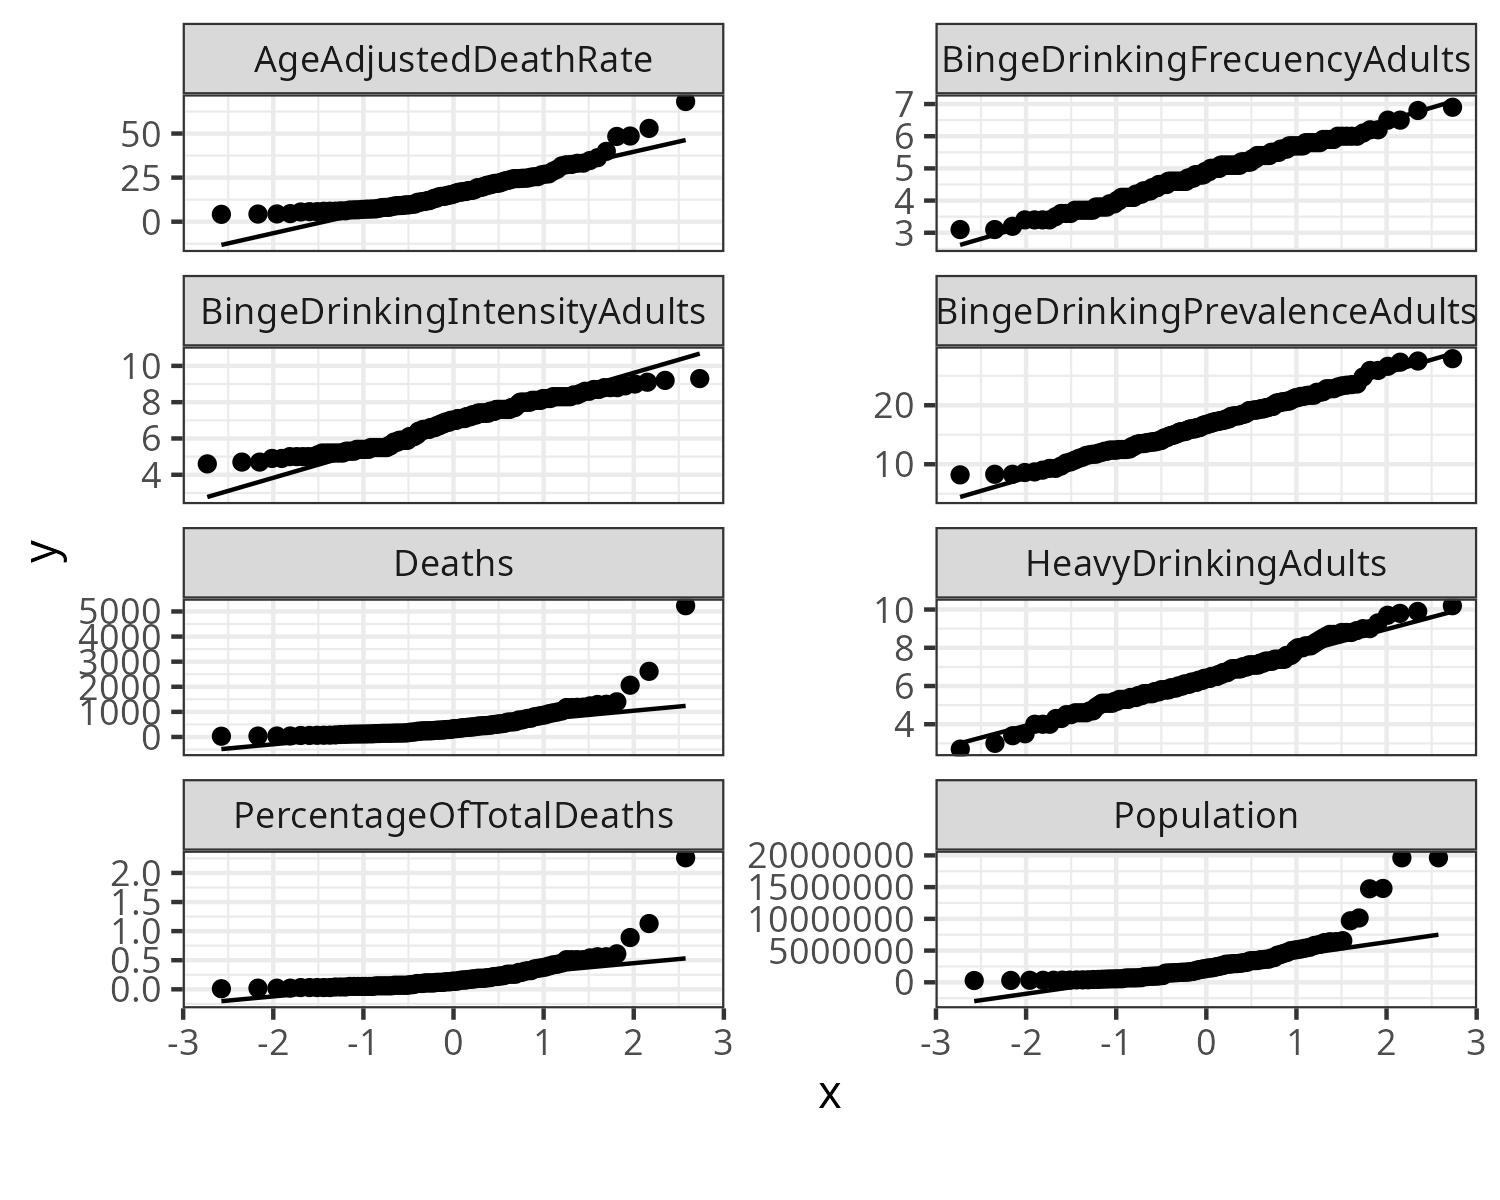 AgeAdjustedDeathRate
BingeDrinkingFrecuencyAdults
50
25
0
7
6
5
4
3
BingeDrinkingIntensityAdults
BingeDrinkingPrevalenceAdults
10
8
6
4
20
10
y
Deaths
HeavyDrinkingAdults
5000
4000
3000
2000
1000
0
10
8
6
4
PercentageOfTotalDeaths
Population
2.0
1.5
1.0
0.5
0.0
20000000
15000000
10000000
5000000
0
-3 -2 -1 0 1 2 3
-3 -2 -1 0 1 2 3
x